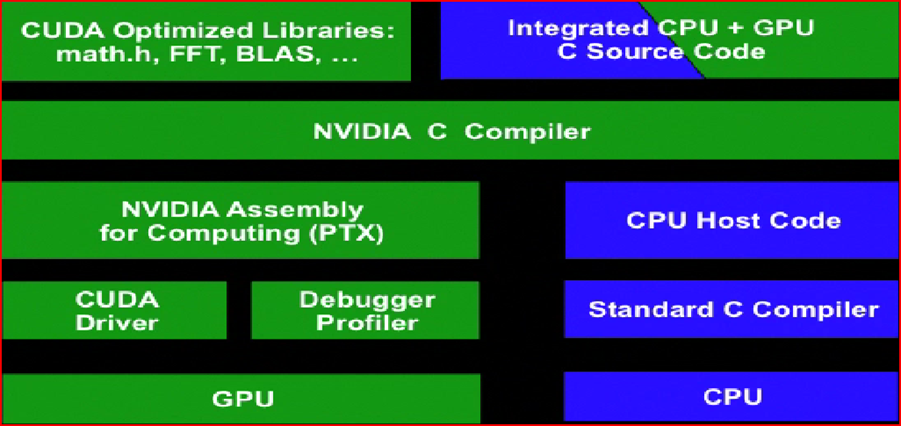 CUDA Optimized Libraries:
math.h, FFT, BLAS, ...
Integrated CPU + GPU
C Source Code
NVIDIA C Compiler
NVIDIA Assembly
for Computing (PTX)
CPU Host Code
CUDA
Driver
Debugger
Profiler
Standard C Compiler
GPU
CPU